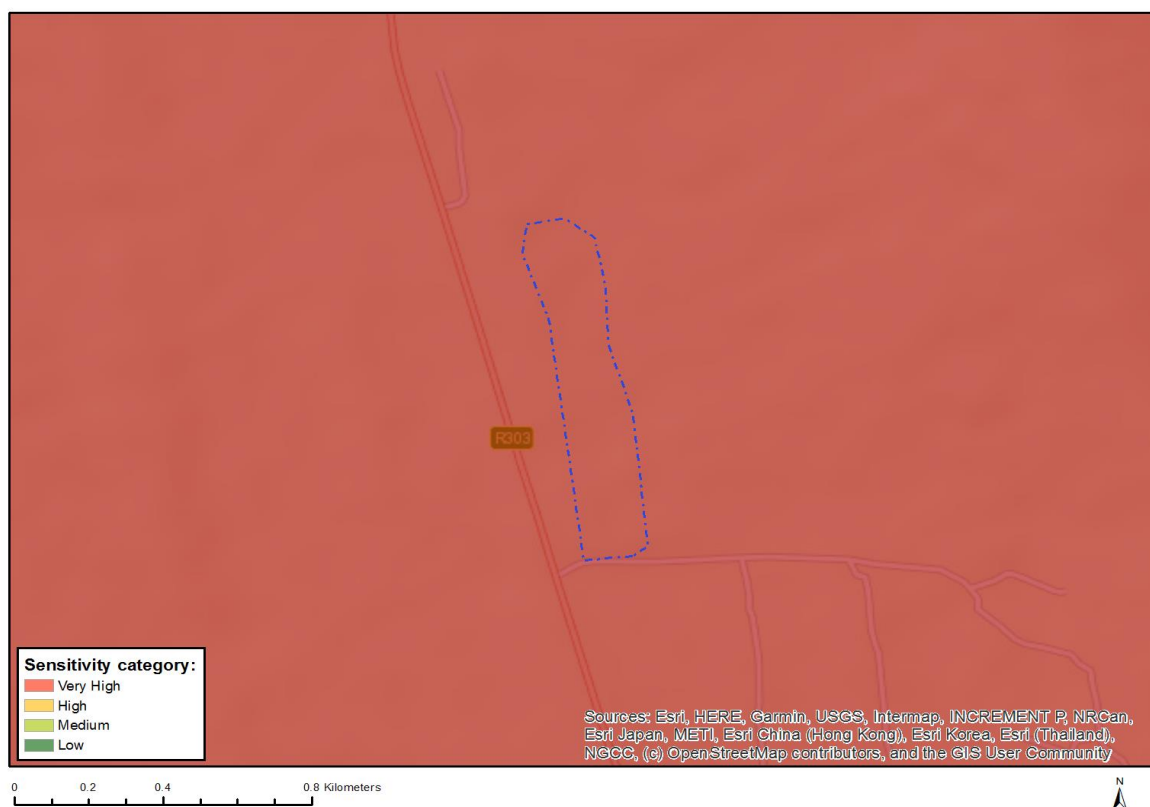 R303
Sensitivity category:
Very High
High
Medium
Low
Sources: Esri, HERE, Garmin, USGS, Intermap, INCREMENT P, NRCan,
Esri Japan, METI, Esri China (Hong Kong), Esri Korea, Esri (Thailand),
NGCC, (c) OpenStreetMap contributors, and the GIS User Community
0 0.2 0.4 0.8 Kilometers
N